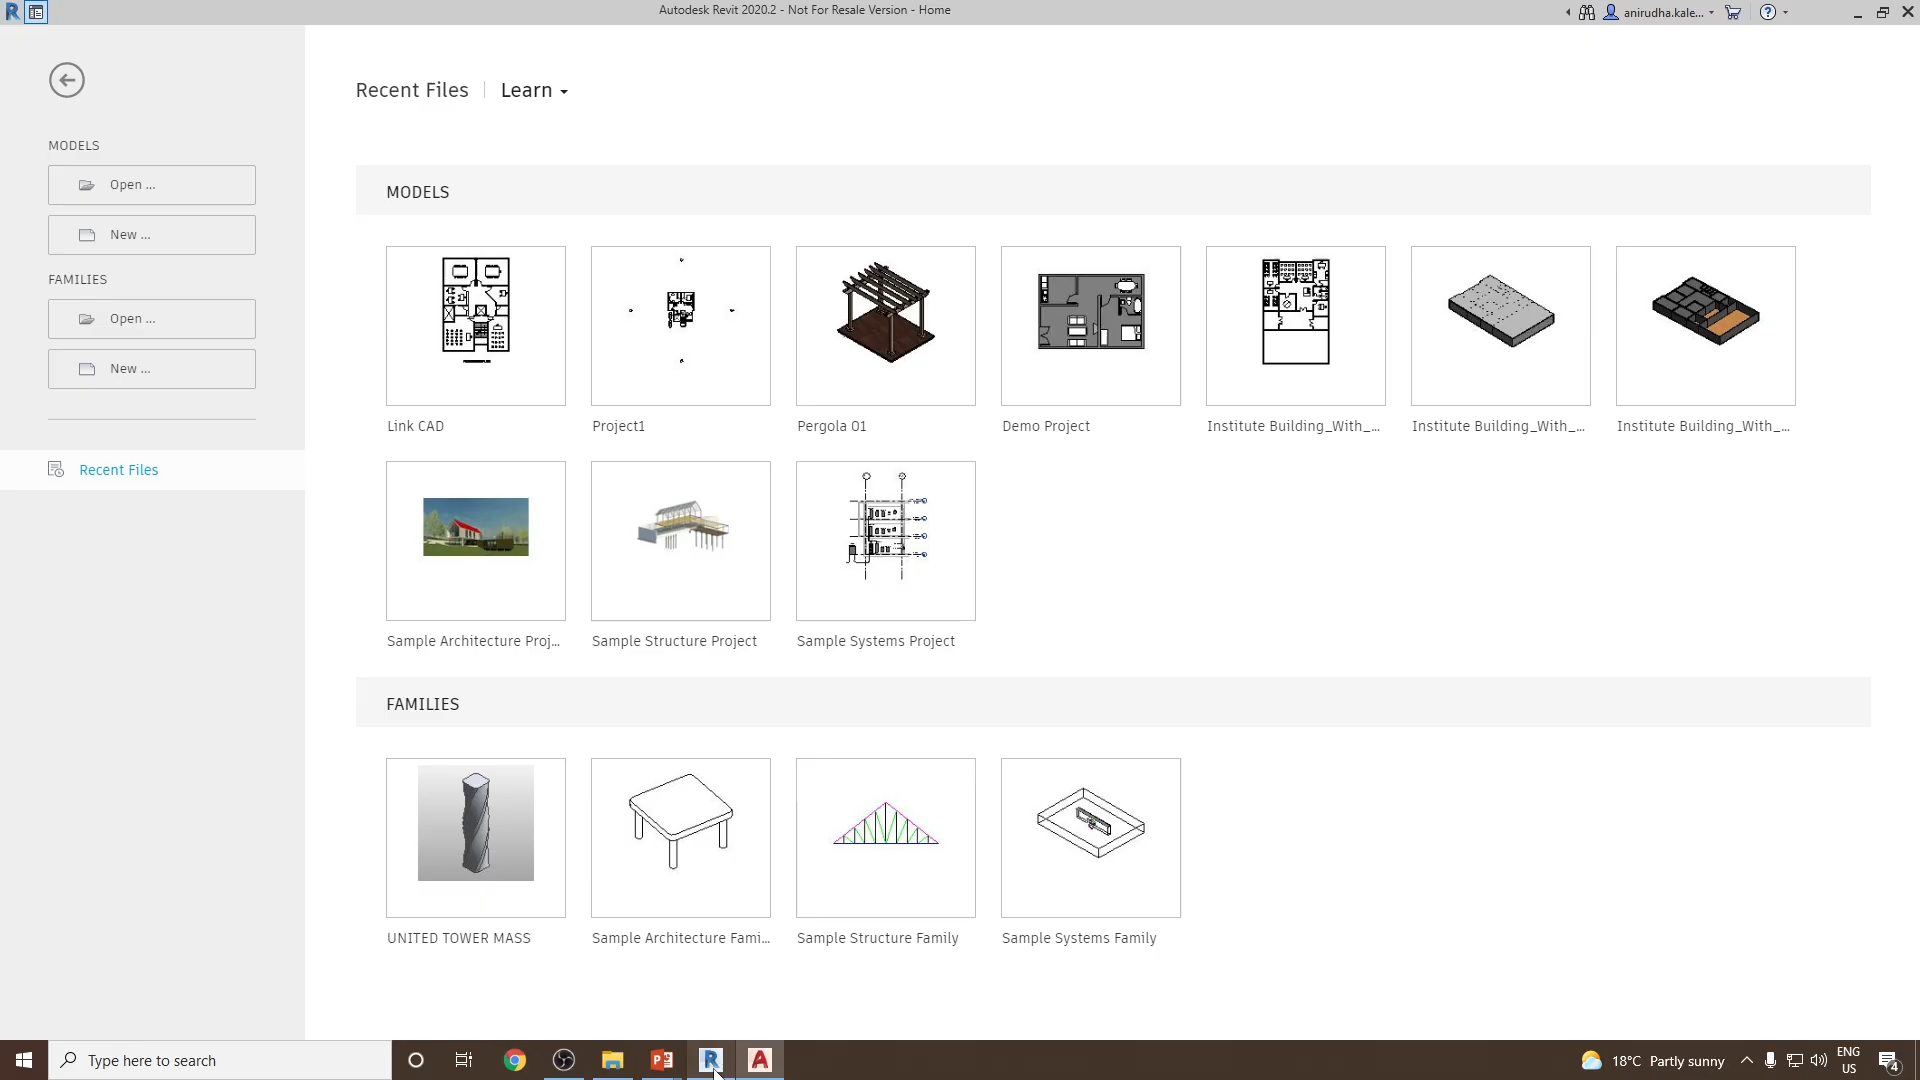 Autodesk Revit 2020.2 - Not For Resale Version - Home
anirudha.kale...
Recent Files
Learn
MODELS
Open ...
New ...
FAMILIES
Open ...
New ...
Recent Files
MODELS
Link CAD
Project1
Pergola 01
Demo Project
Institute Building_With_...
Institute Building_With_...
Institute Building_With_...
Sample Architecture Proj...
Sample Structure Project
Sample Systems Project
FAMILIES
UNITED TOWER MASS
Sample Architecture Fami...
Sample Structure Family
Sample Systems Family
Type here to search
18°C Partly sunny
ENG
US
4